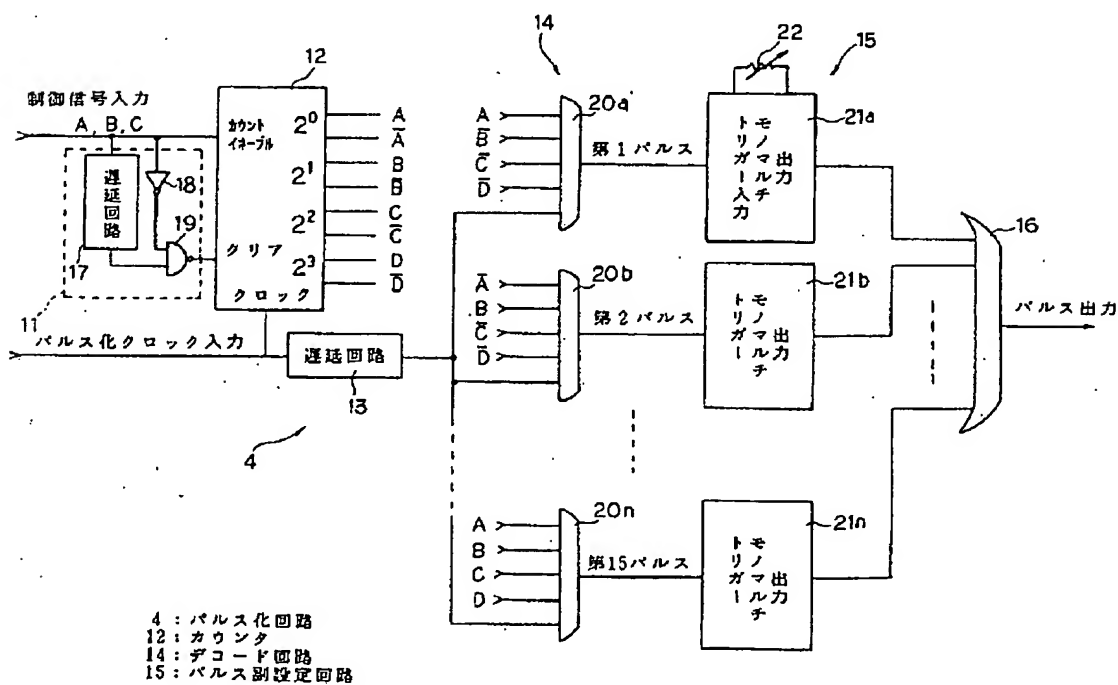 12
14
22
15
制御信号入力
A, B, C
カウント
イネーブル
2⁰
2¹
2²
2³
クリア
クロック
A
A̅
B
B̅
C
C̅
D
D̅
遅延回路
17
18
19
11
パルス化クロック入力
遅延回路
13
4
A
B̅
C̅
D̅
20a
第1パルス
トリガー入力
モノマルチ
出力
21a
A̅
B
C̅
D̅
20b
第2パルス
トリガー
モノマルチ
出力
21b
A
B
C
D
20n
第15パルス
トリガー
モノマルチ
出力
21n
16
パルス出力
4:パルス化回路
12:カウンタ
14:デコード回路
15:パルス副設定回路